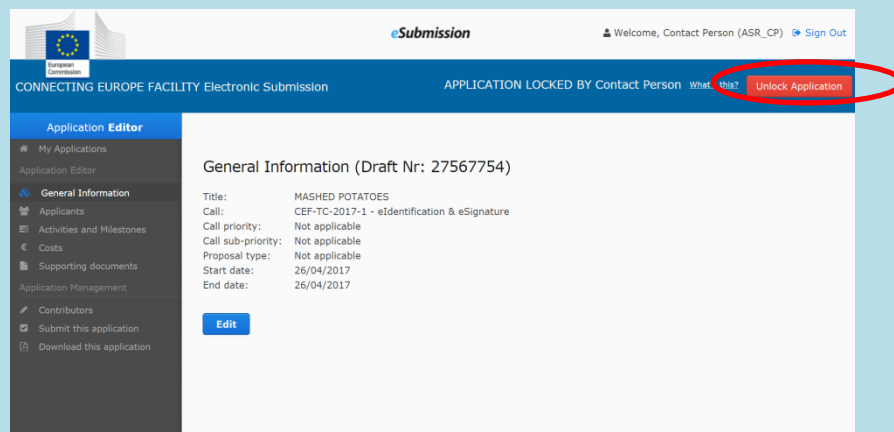 eSubmission
Welcome, Contact Person (ASR_CP) Sign Out
European
Commission
CONNECTING EUROPE FACILITY Electronic Submission
APPLICATION LOCKED BY Contact Person What this? Unlock Application
Application Editor
My Applications
Application Editor
General Information
Applicants
Activities and Milestones
€ Costs
Supporting documents
Application Management
Contributors
Submit this application
Download this application
General Information (Draft Nr: 27567754)
Title: MASHED POTATOES
Call: CEF-TC-2017-1 - eIdentification & eSignature
Call priority: Not applicable
Call sub-priority: Not applicable
Proposal type: Not applicable
Start date: 26/04/2017
End date: 26/04/2017
Edit